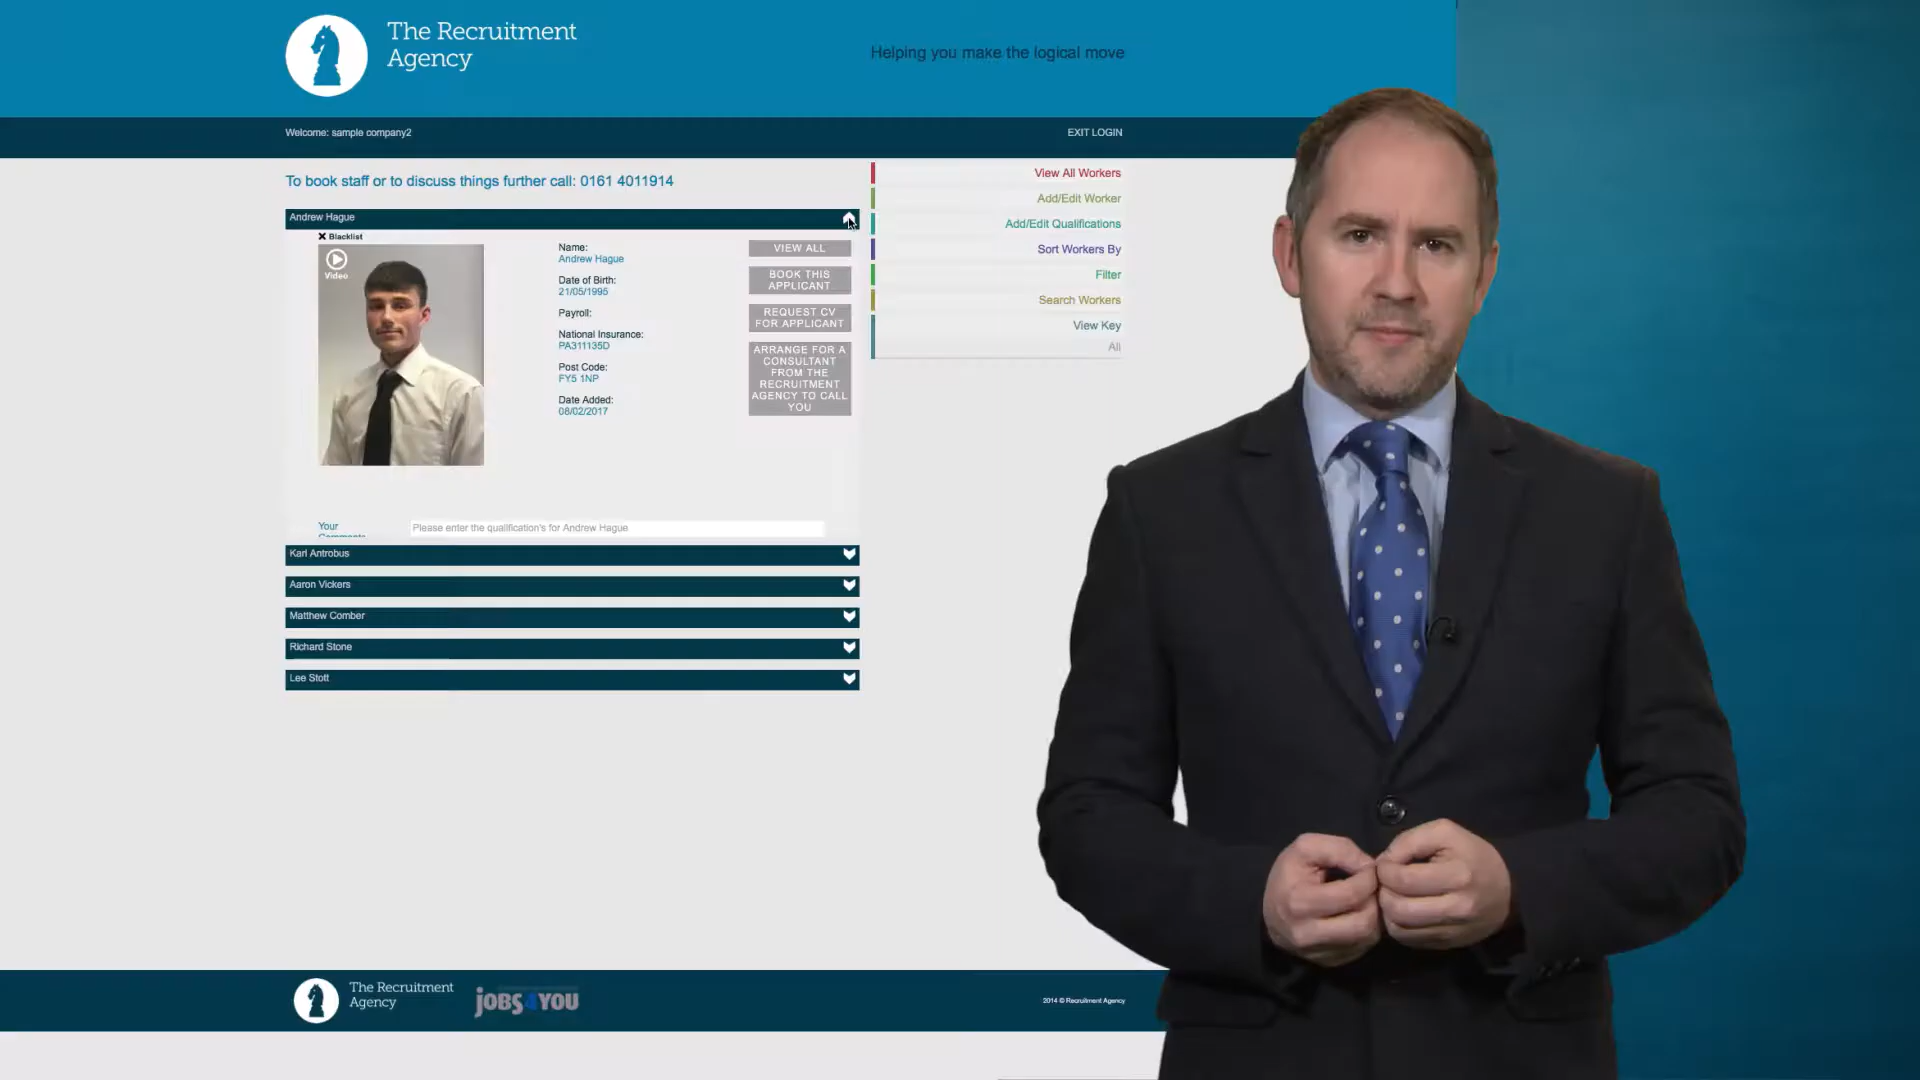 The Recruitment
Agency
Helping you make the logical move
Welcome: sample company2
EXIT LOGIN
To book staff or to discuss things further call: 0161 4011914
Andrew Hague
Blacklist
Video
Name:
Andrew Hague
Date of Birth:
21/05/1995
Payroll:
National Insurance:
PA311135D
Post Code:
FY5 1NP
Date Added:
08/02/2017
VIEW ALL
BOOK THIS
APPLICANT
REQUEST CV
FOR APPLICANT
ARRANGE FOR A
CONSULTANT
FROM THE
RECRUITMENT
AGENCY TO CALL
YOU
Your
Comments
Please enter the qualification's for Andrew Hague
Karl Antrobus
Aaron Vickers
Matthew Comber
Richard Stone
Lee Stott
View All Workers
Add/Edit Worker
Add/Edit Qualifications
Sort Workers By
Filter
Search Workers
View Key
All
The Recruitment
Agency
JOBS4YOU
2014 © Recruitment Agency